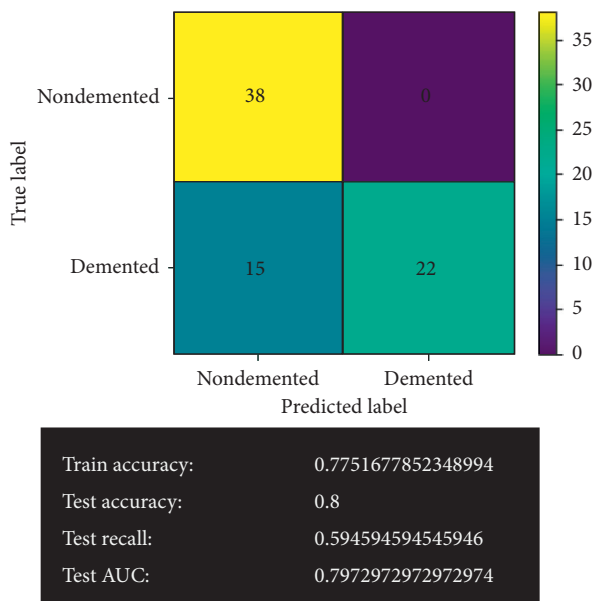 True label
Nondemented
38
0
35
30
25
20
15
10
5
0
Demented
15
22
Nondemented
Demented
Predicted label
Train accuracy: 0.7751677852348994
Test accuracy: 0.8
Test recall: 0.594594594545946
Test AUC: 0.7972972972972974